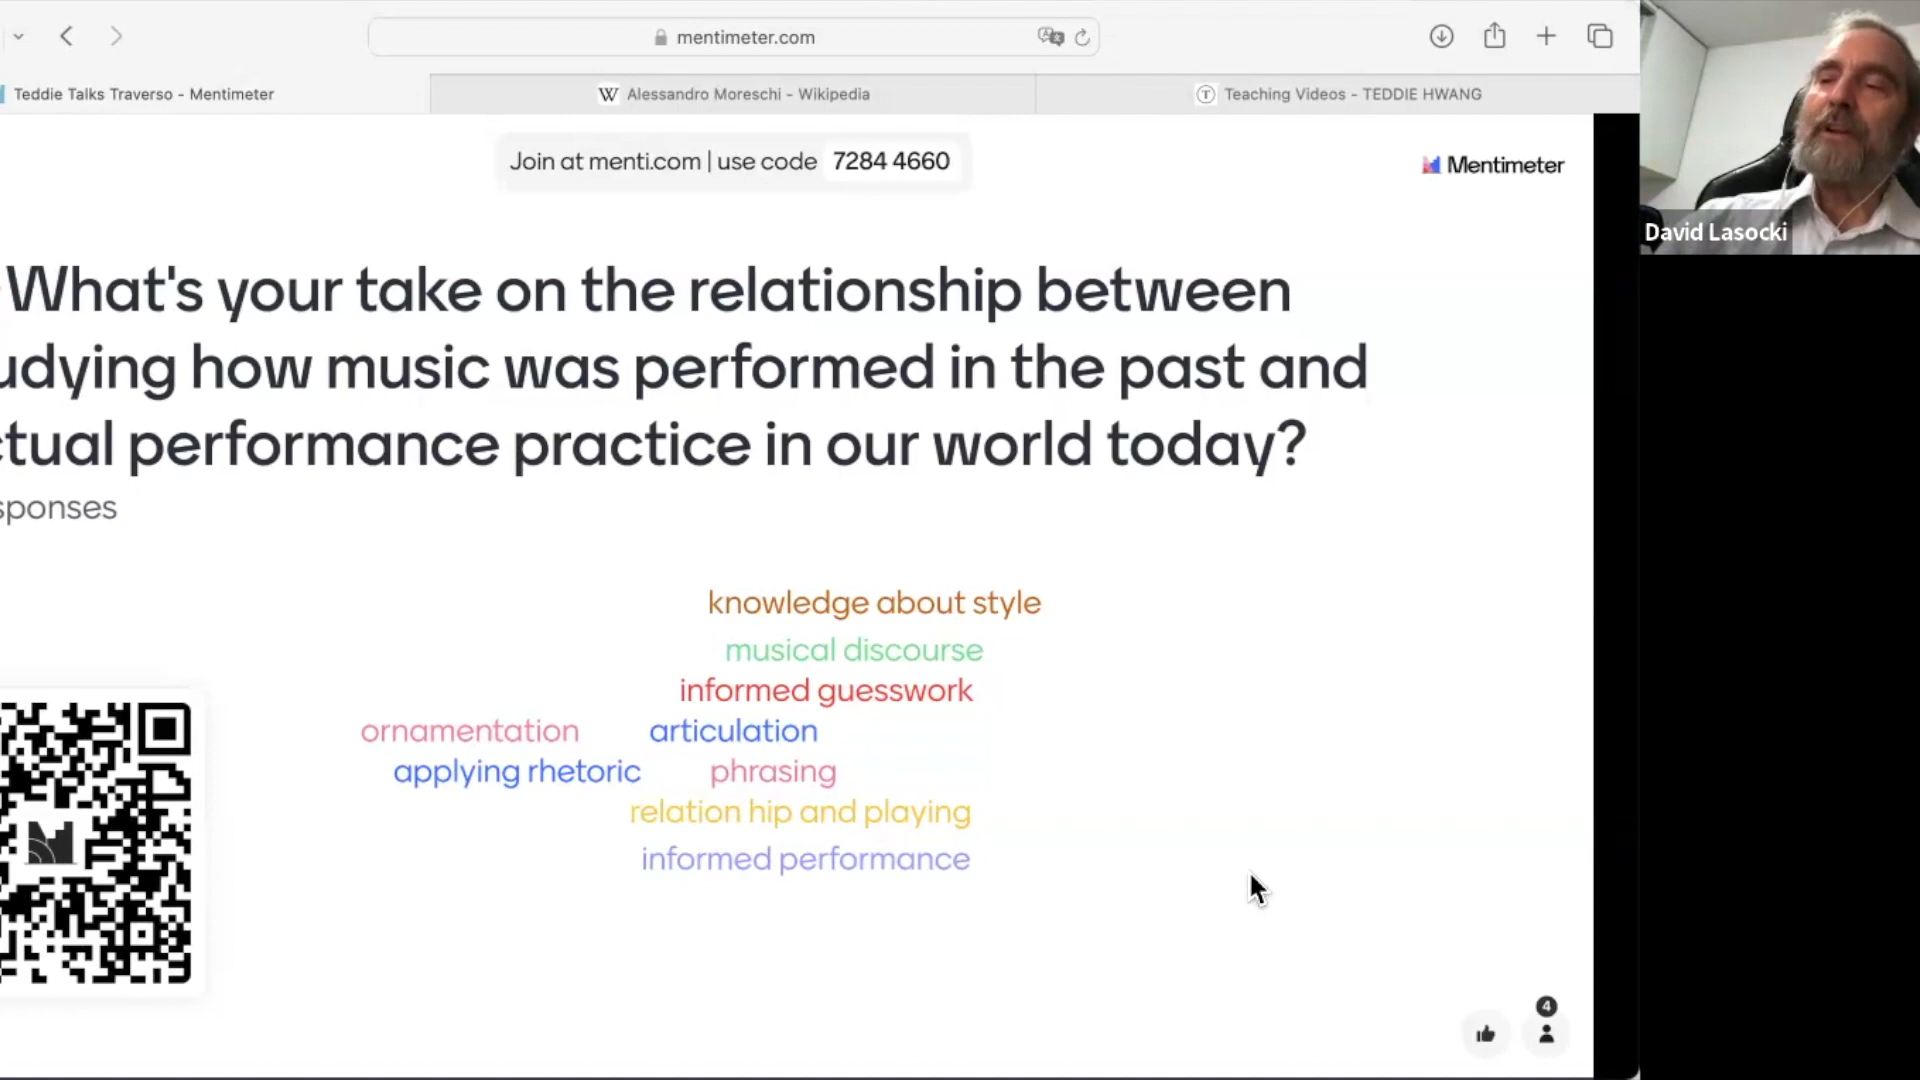 mentimeter.com
Teddie Talks Traverso - Mentimeter
W Alessandro Moreschi - Wikipedia
T Teaching Videos - TEDDIE HWANG
Join at menti.com | use code 7284 4660
Mentimeter
David Lasocki
What's your take on the relationship between
udying how music was performed in the past and
ctual performance practice in our world today?
sponses
knowledge about style
musical discourse
informed guesswork
ornamentation articulation
applying rhetoric phrasing
relation hip and playing
informed performance
4